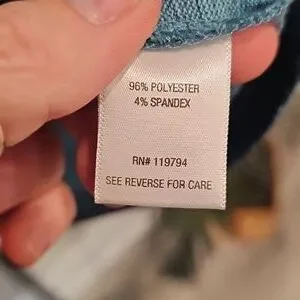 96% POLYESTER
4% SPANDEX
RN# 119794
SEE REVERSE FOR CARE